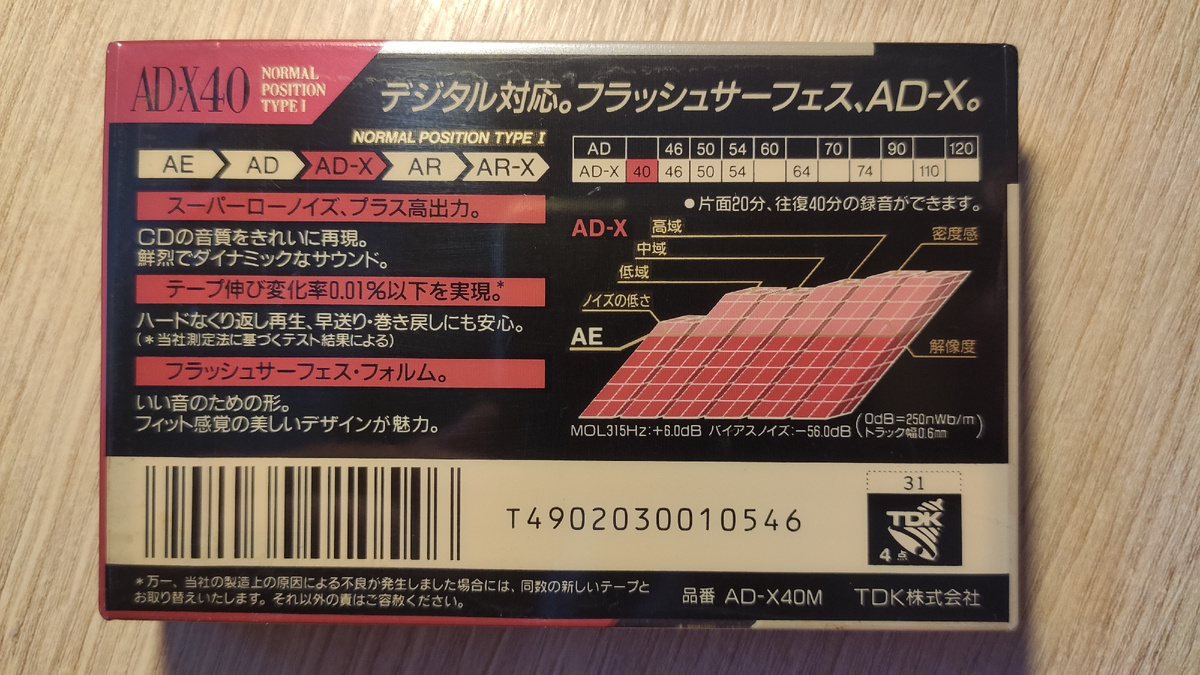 AD-X40
NORMAL
POSITION
TYPE I
デジタル対応。フラッシュサーフェス、AD-X。
NORMAL POSITION TYPE I
AE AD AD-X AR AR-X
スーパーローノイズ、プラス高出力。
CDの音質をきれいに再現。
鮮烈でダイナミックなサウンド。
テープ伸び変化率0.01%以下を実現。*
ハードなくり返し再生、早送り・巻き戻しにも安心。
(*当社測定法に基づくテスト結果による)
フラッシュサーフェス・フォルム。
いい音のための形。
フィット感覚の美しいデザインが魅力。
AD 46 50 54 60 70 90 120
AD-X 40 46 50 54 64 74 110
●片面20分、往復40分の録音ができます。
AD-X
高域
中域
低域
ノイズの低さ
AE
密度感
解像度
MOL315Hz:+6.0dB バイアスノイズ:−56.0dB
(0dB=250nWb/m
トラック幅0.6mm)
T4902030010546
31
TDK
4点
*万一、当社の製造上の原因による不良が発生しました場合には、同数の新しいテープと
お取り替えいたします。それ以外の責はご容赦ください。
品番 AD-X40M TDK株式会社